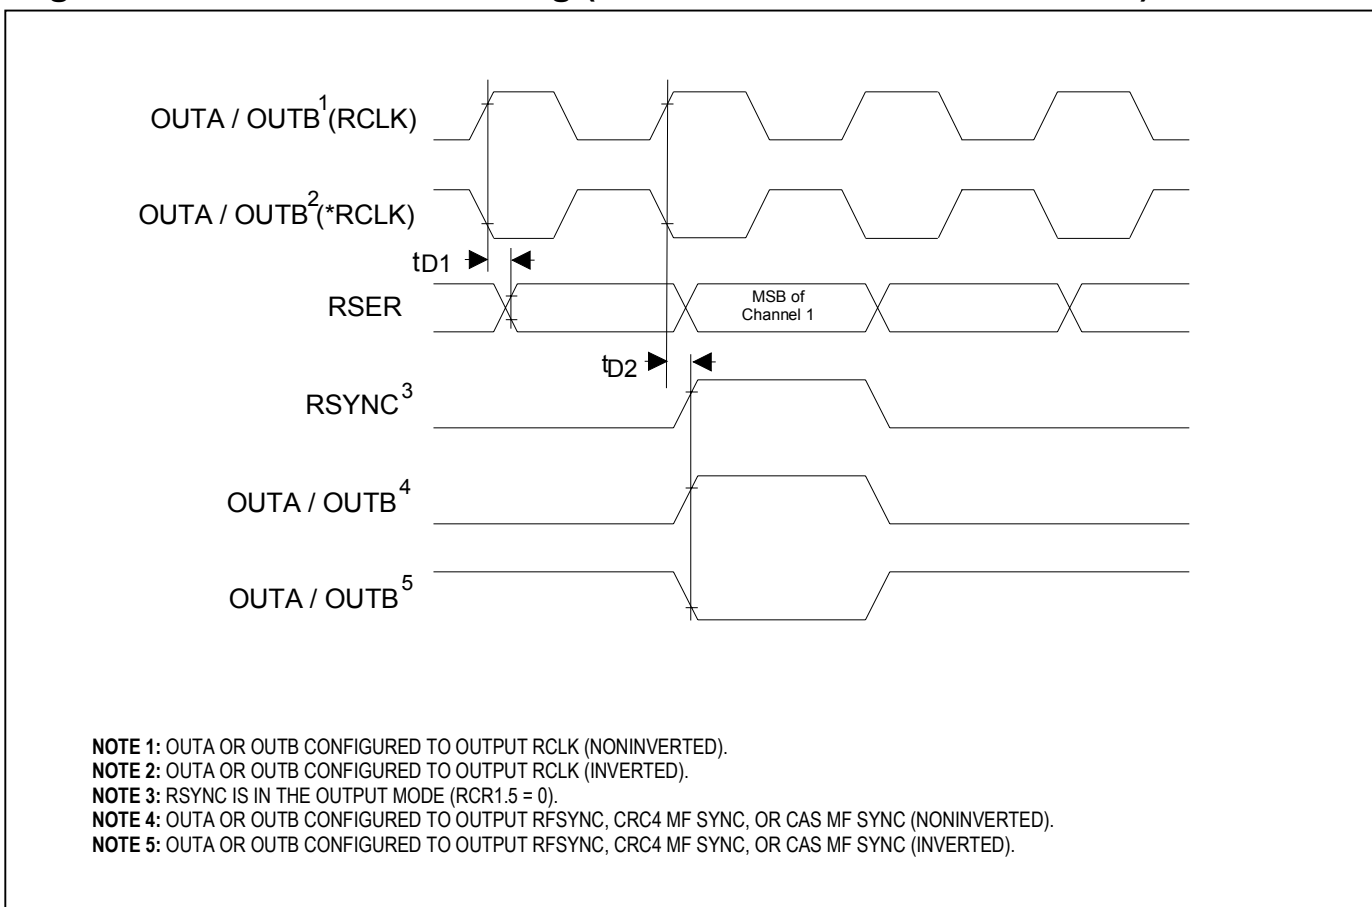 OUTA / OUTB1(RCLK)
OUTA / OUTB2(*RCLK)
tD1
RSER
MSB of
Channel 1
tD2
RSYNC3
OUTA / OUTB4
OUTA / OUTB5
NOTE 1: OUTA OR OUTB CONFIGURED TO OUTPUT RCLK (NONINVERTED).
NOTE 2: OUTA OR OUTB CONFIGURED TO OUTPUT RCLK (INVERTED).
NOTE 3: RSYNC IS IN THE OUTPUT MODE (RCR1.5 = 0).
NOTE 4: OUTA OR OUTB CONFIGURED TO OUTPUT RFSYNC, CRC4 MF SYNC, OR CAS MF SYNC (NONINVERTED).
NOTE 5: OUTA OR OUTB CONFIGURED TO OUTPUT RFSYNC, CRC4 MF SYNC, OR CAS MF SYNC (INVERTED).